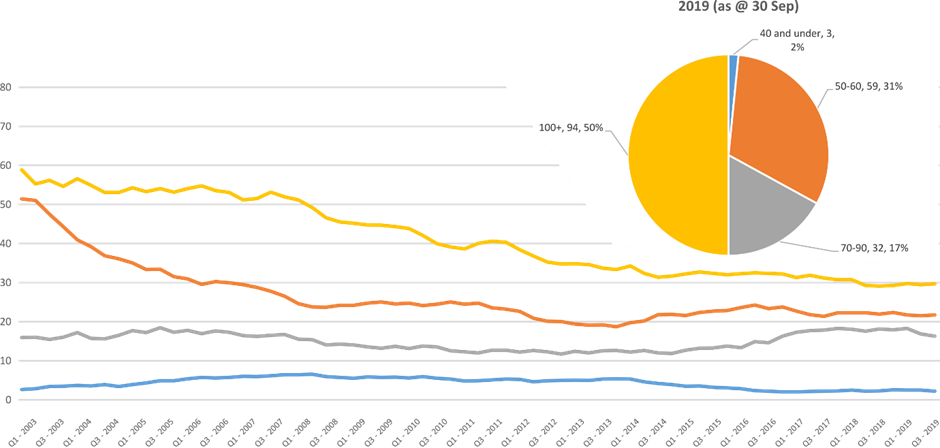 2019 (as @ 30 Sep)
40 and under, 3,
2%
50-60, 59, 31%
100+, 94, 50%
70-90, 32, 17%
80
70
60
50
40
30
20
10
0
Q1 - 2003
Q3 - 2003
Q1 - 2004
Q3 - 2004
Q1 - 2005
Q3 - 2005
Q1 - 2006
Q3 - 2006
Q1 - 2007
Q3 - 2007
Q1 - 2008
Q3 - 2008
Q1 - 2009
Q3 - 2009
Q1 - 2010
Q3 - 2010
Q1 - 2011
Q3 - 2011
Q1 - 2012
Q3 - 2012
Q1 - 2013
Q3 - 2013
Q1 - 2014
Q3 - 2014
Q1 - 2015
Q3 - 2015
Q1 - 2016
Q3 - 2016
Q1 - 2017
Q3 - 2017
Q1 - 2018
Q3 - 2018
Q1 - 2019
Q3 - 2019